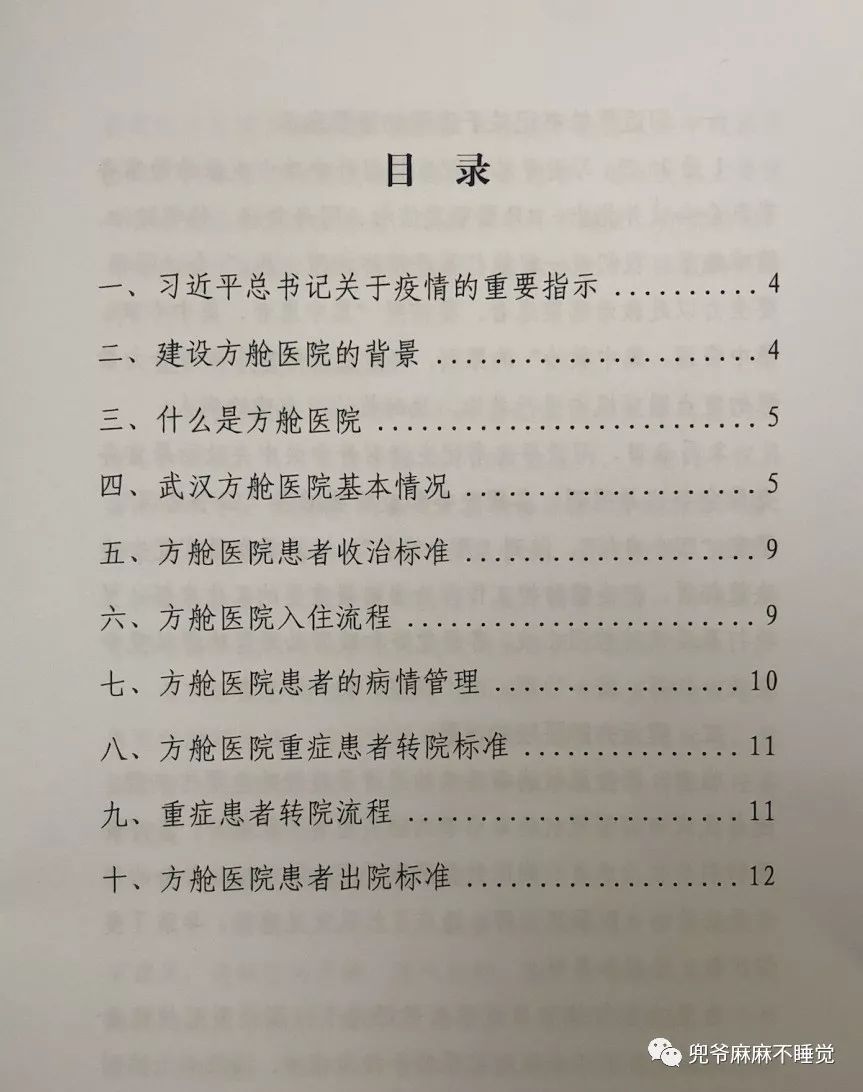 目 录
一、习近平总书记关于疫情的重要指示 .......... 4
二、建设方舱医院的背景 ..................... 4
三、什么是方舱医院 ......................... 5
四、武汉方舱医院基本情况 ................... 5
五、方舱医院患者收治标准 .................. 9
六、方舱医院入住流程 ...................... 9
七、方舱医院患者的病情管理 ................ 10
八、方舱医院重症患者转院标准 .............. 11
九、重症患者转院流程 ...................... 11
十、方舱医院患者出院标准 .................. 12
兜爷麻麻不睡觉